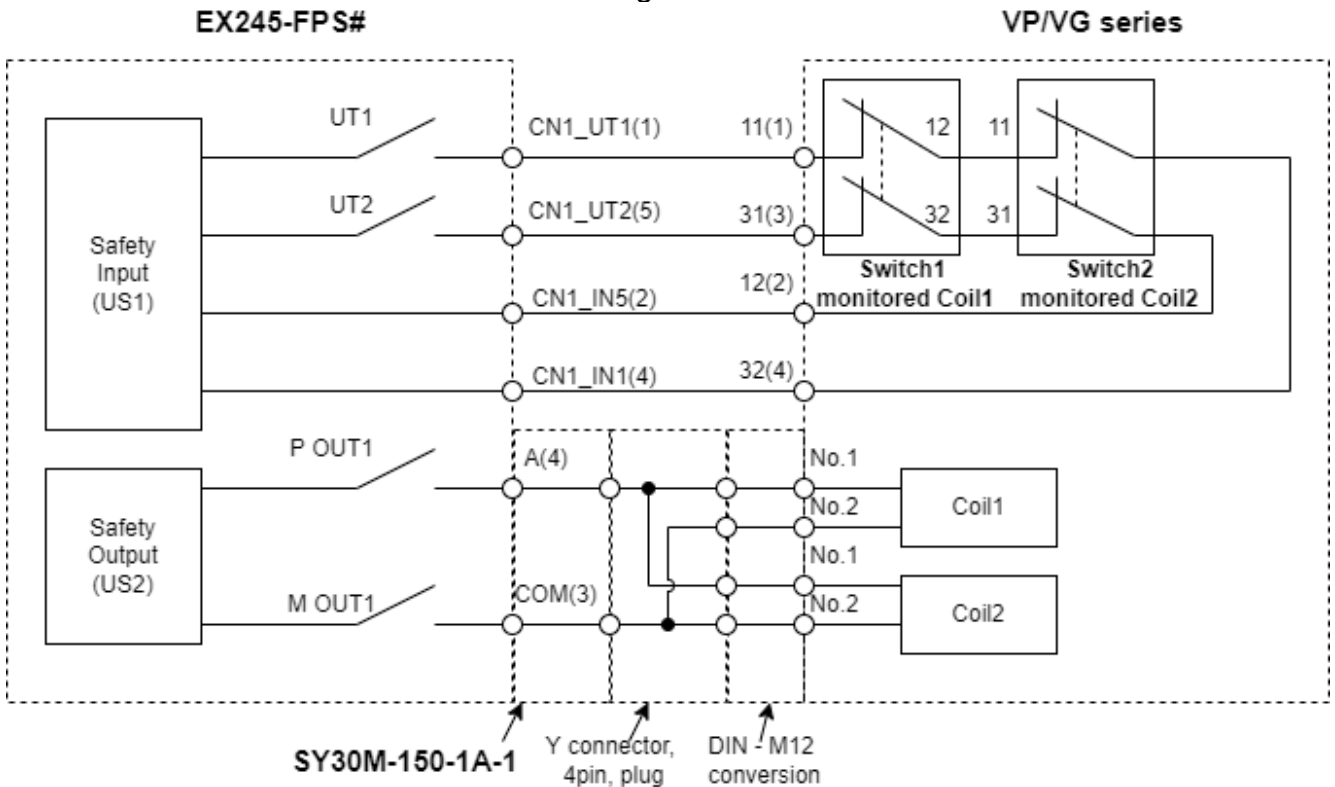 EX245-FPS#
VP/VG series
UT1
CN1_UT1(1)
11(1)
12
11
UT2
CN1_UT2(5)
31(3)
32
31
Safety
Input
(US1)
Switch1
monitored Coil1
Switch2
monitored Coil2
CN1_IN5(2)
12(2)
CN1_IN1(4)
32(4)
P OUT1
A(4)
No.1
No.2
Coil1
Safety
Output
(US2)
M OUT1
COM(3)
No.1
No.2
Coil2
SY30M-150-1A-1
Y connector,
4pin, plug
DIN - M12
conversion